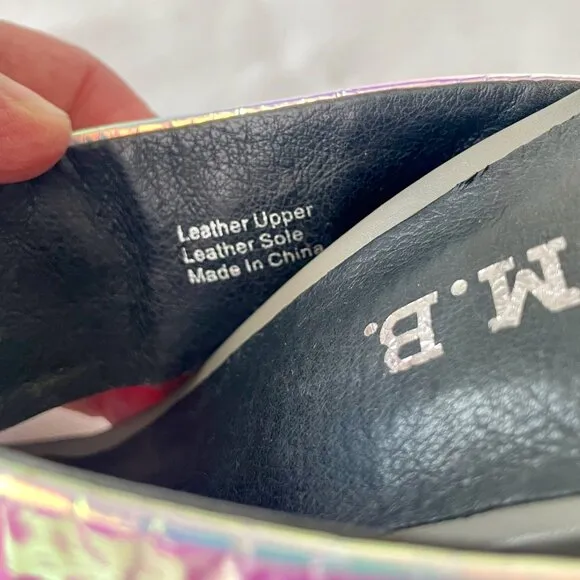 Leather Upper
Leather Sole
Made In China
M.B.